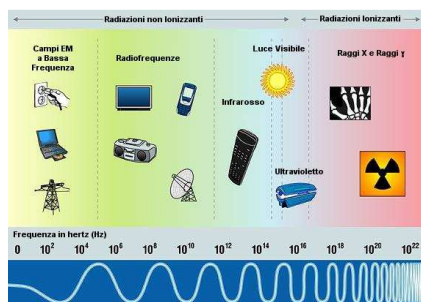 Radiazioni non Ionizzanti
Radiazioni Ionizzanti
Campi EM
a Bassa
Frequenza
Radiofrequenze
Luce Visibile
Raggi X e Raggi γ
Infrarosso
Ultravioletto
Frequenza in hertz (Hz)
0 10² 10⁴ 10⁶ 10⁸ 10¹⁰ 10¹² 10¹⁴ 10¹⁶ 10¹⁸ 10²⁰ 10²²